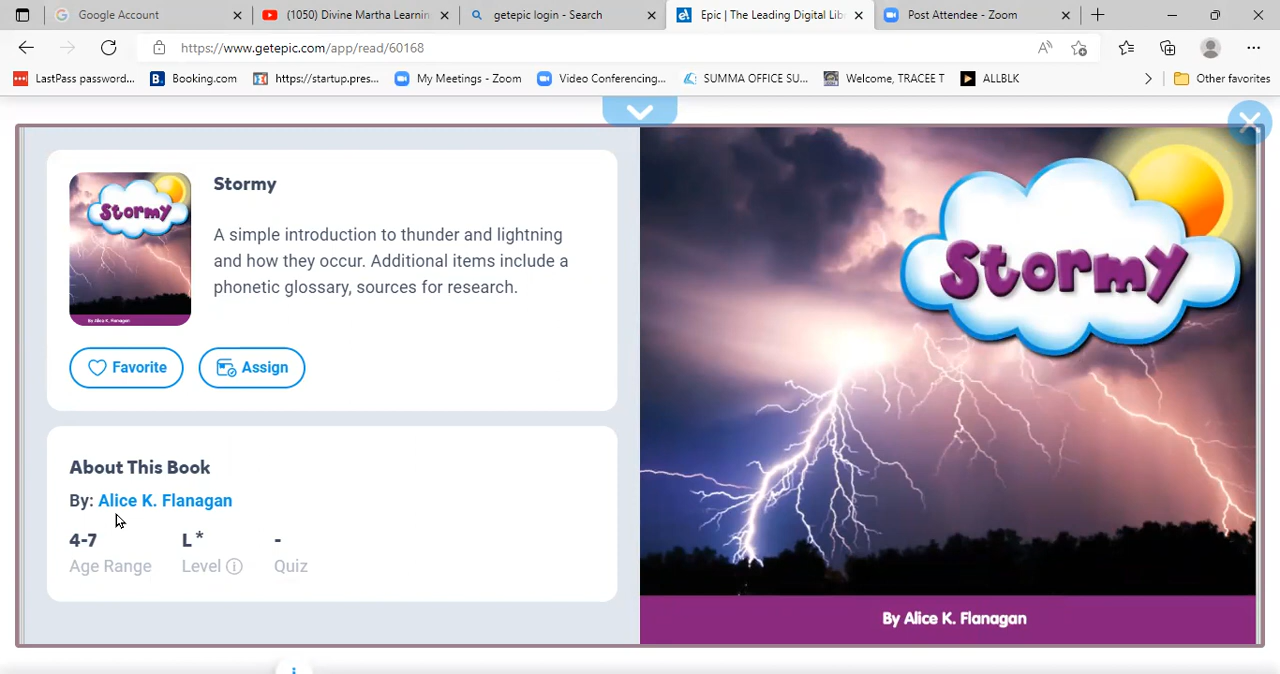 Google Account
(1050) Divine Martha Learnin
getepic login - Search
Epic | The Leading Digital Lib
Post Attendee - Zoom
https://www.getepic.com/app/read/60168
LastPass password...
Booking.com
https://startup.pres...
My Meetings - Zoom
Video Conferencing...
SUMMA OFFICE SU...
Welcome, TRACEE T
ALLBLK
Other favorites
Stormy
By Alice K. Flanagan
Stormy
A simple introduction to thunder and lightning
and how they occur. Additional items include a
phonetic glossary, sources for research.
Favorite
Assign
About This Book
By: Alice K. Flanagan
4-7 L* -
Age Range Level Quiz
Stormy
By Alice K. Flanagan